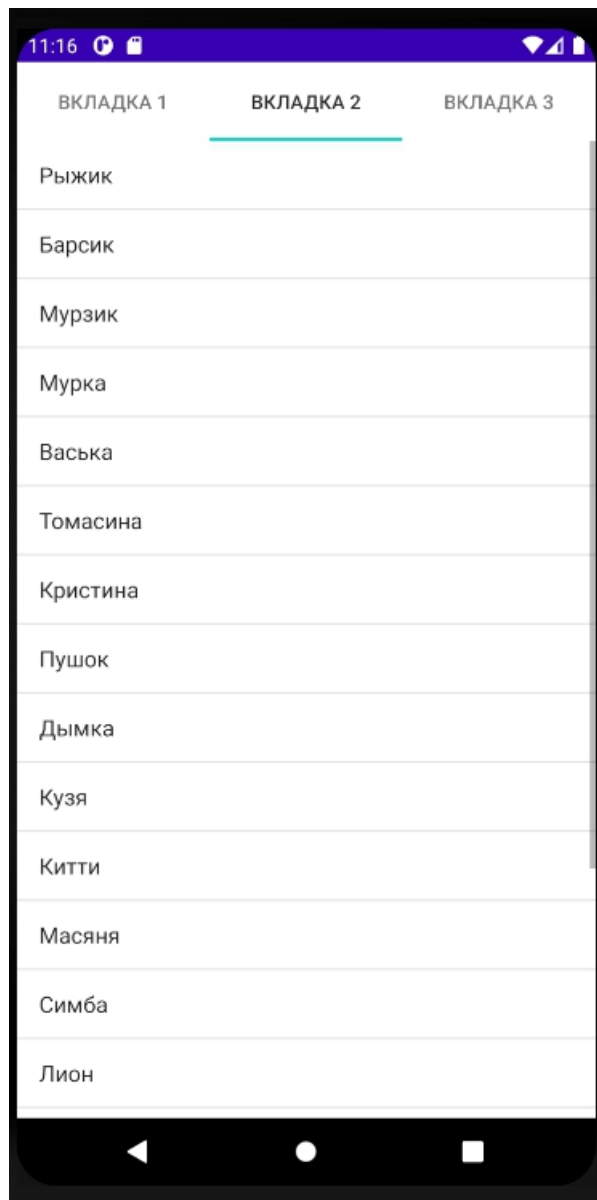 11:16
ВКЛАДКА 1 ВКЛАДКА 2 ВКЛАДКА 3
Рыжик
Барсик
Мурзик
Мурка
Васька
Томасина
Кристина
Пушок
Дымка
Кузя
Китти
Масяня
Симба
Лион